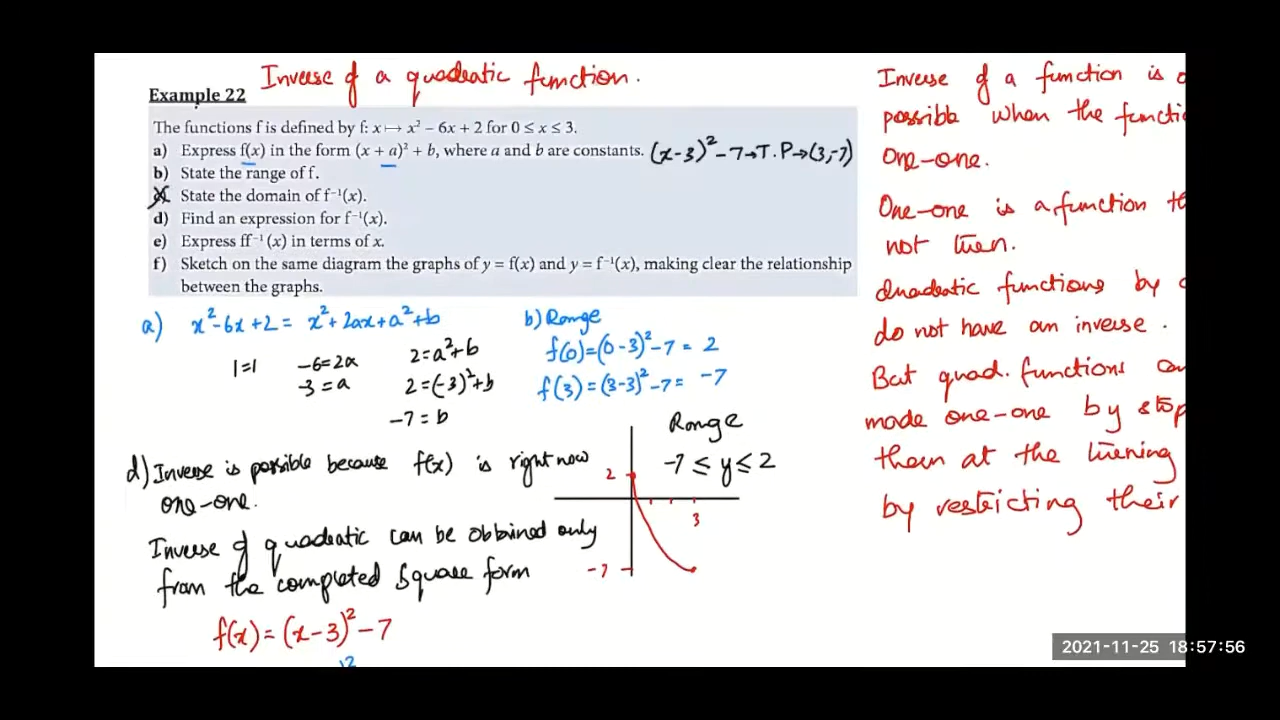 Inverse of a quadratic function.
Example 22
The functions f is defined by f: x ↦ x² – 6x + 2 for 0 ≤ x ≤ 3.
a) Express f(x) in the form (x + a)² + b, where a and b are constants. (x-3)² -7 → T.P → (3,-7)
b) State the range of f.
c) State the domain of f⁻¹(x).
d) Find an expression for f⁻¹(x).
e) Express ff⁻¹(x) in terms of x.
f) Sketch on the same diagram the graphs of y = f(x) and y = f⁻¹(x), making clear the relationship
between the graphs.
a) x²-6x+2 = x²+2ax+a²+b
1=1 -6=2a 2=a²+b
-3=a 2=(-3)²+b
-7=b
b) Range
f(0)=(0-3)²-7= 2
f(3)=(3-3)²-7= -7
Range
-7 ≤ y ≤ 2
2
3
-7
d) Inverse is possible because f(x) is right now
one-one.
Inverse of quadratic can be obtained only
from the completed square form
f(x) = (x-3)² -7
Inverse of a function is
possible when the
one-one.
One-one is a function
not turn.
Quadratic functions by
do not have an inverse.
But quad. functions
made one-one by
them at the turning
by restricting their
2021-11-25 18:57:56